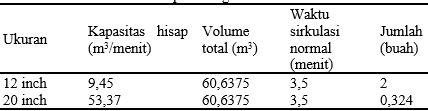 Ukuran Kapasitas hisap (m³/menit) Volume total (m³) Waktu sirkulasi normal (menit) Jumlah (buah)
12 inch 9,45 60,6375 3,5 2
20 inch 53,37 60,6375 3,5 0,324